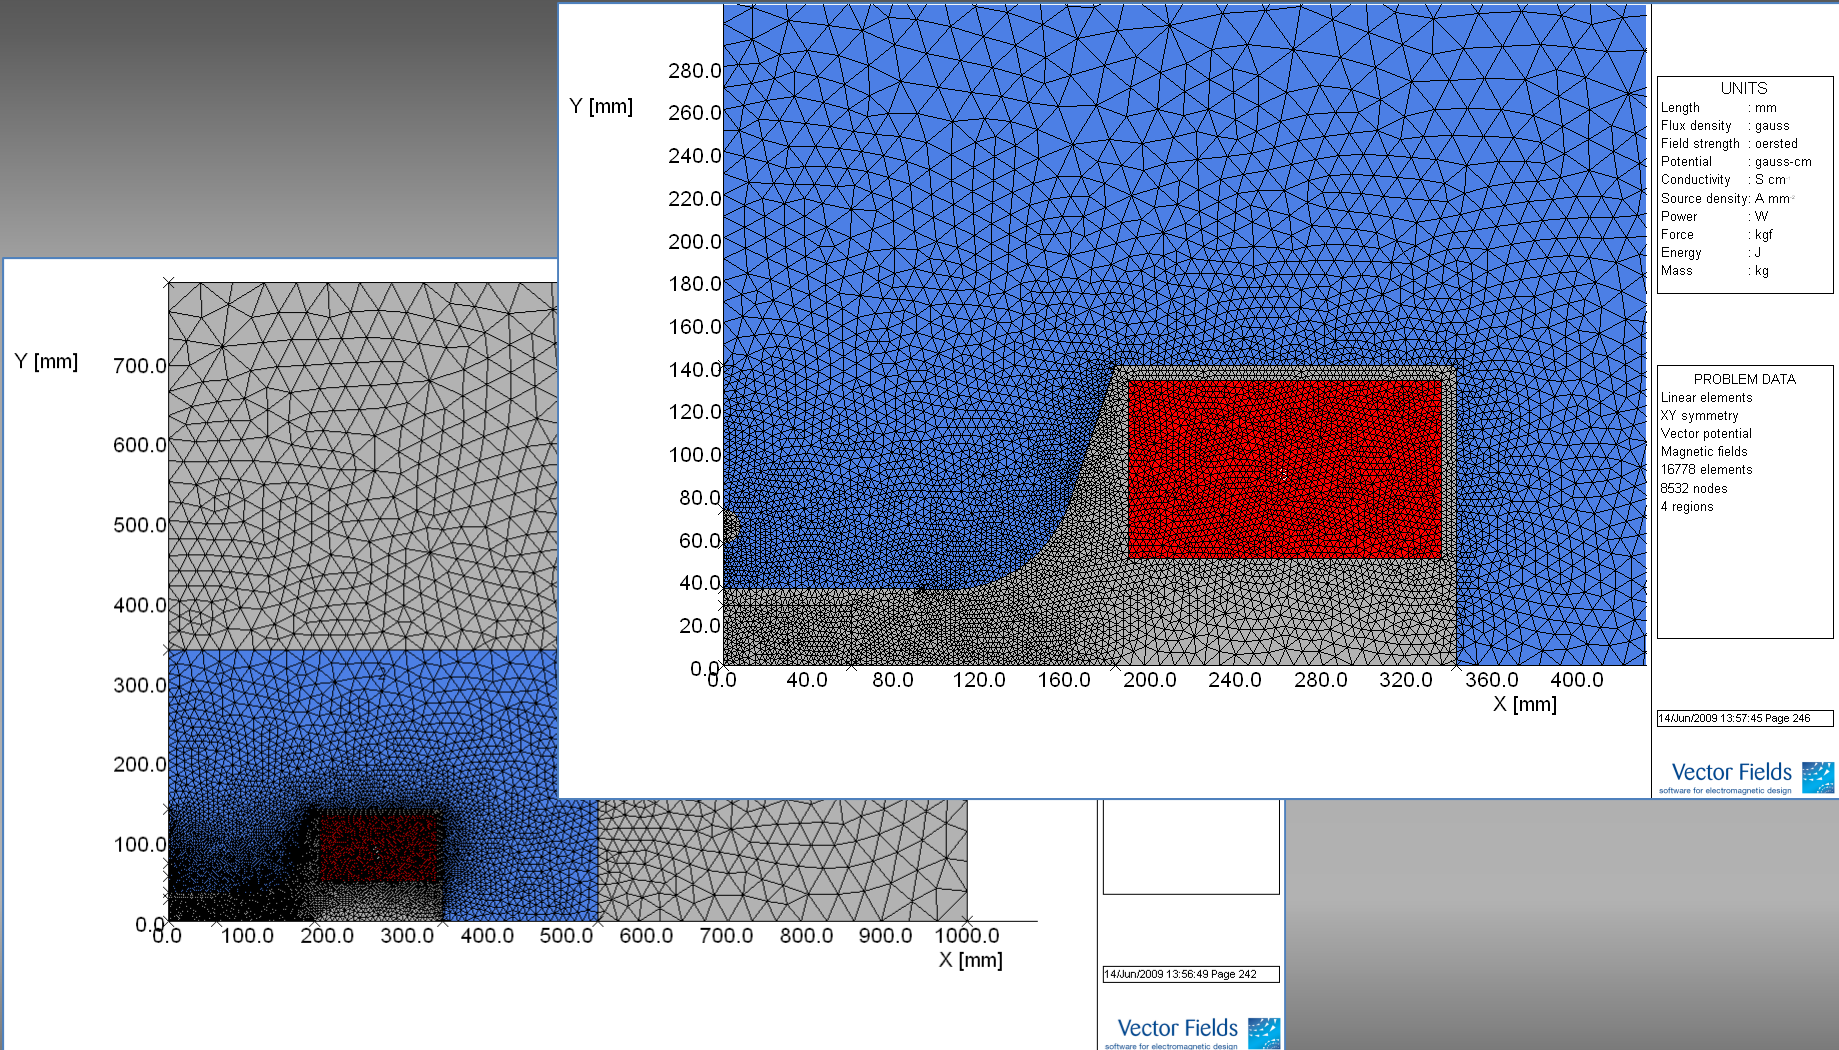 Y [mm]
280.0
260.0
240.0
220.0
200.0
180.0
160.0
140.0
120.0
100.0
80.0
60.0
40.0
20.0
0.0
0.0 40.0 80.0 120.0 160.0 200.0 240.0 280.0 320.0 360.0 400.0
X [mm]
UNITS
Length : mm
Flux density : gauss
Field strength : oersted
Potential : gauss-cm
Conductivity : S cm
Source density: A mm
Power : W
Force : kgf
Energy : J
Mass : kg
PROBLEM DATA
Linear elements
XY symmetry
Vector potential
Magnetic fields
16778 elements
8532 nodes
4 regions
14/Jun/2009 13:57:45 Page 246
Vector Fields
software for electromagnetic design
Y [mm]
700.0
600.0
500.0
400.0
300.0
200.0
100.0
0.0
0.0 100.0 200.0 300.0 400.0 500.0 600.0 700.0 800.0 900.0 1000.0
X [mm]
14/Jun/2009 13:56:49 Page 242
Vector Fields
software for electromagnetic design